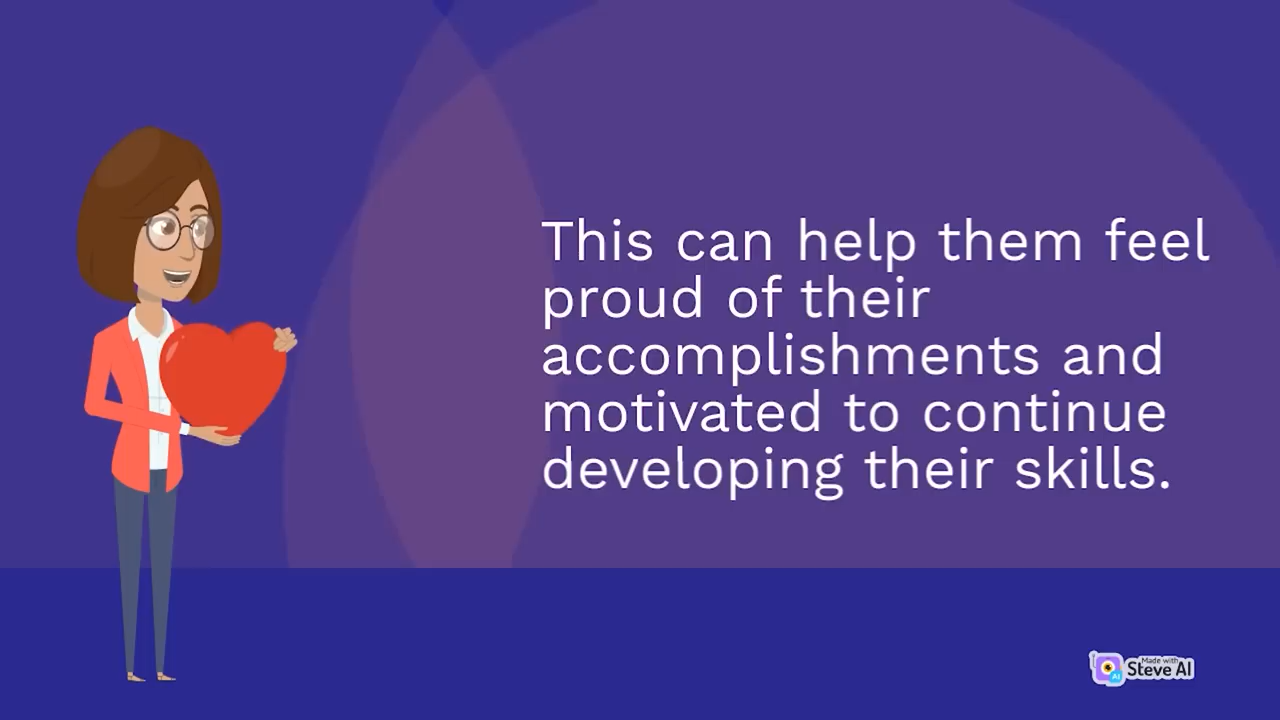 This can help them feel
proud of their
accomplishments and
motivated to continue
developing their skills.
Made with
Steve AI
AI